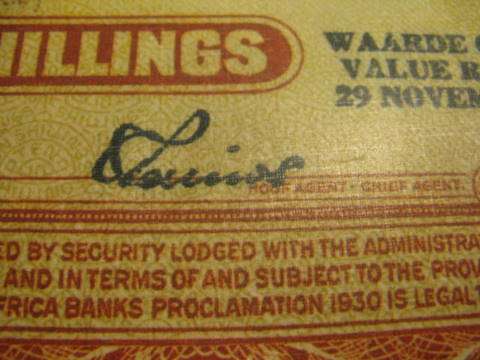 HILLINGS
WAARDE
VALUE R
29 NOVEM
HOOF AGENT - CHIEF AGENT.
ED BY SECURITY LODGED WITH THE ADMINISTRA
AND IN TERMS OF AND SUBJECT TO THE PROV
FRICA BANKS PROCLAMATION 1930 IS LEGAL